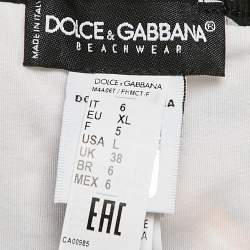 DOLCE & GABBANA
BEACHWEAR
MADE IN ITALY
DOLCE & GABBANA
IT 6
EU XL
F 5
USA L
UK 38
BR 6
MEX 6
EAC
CA00985